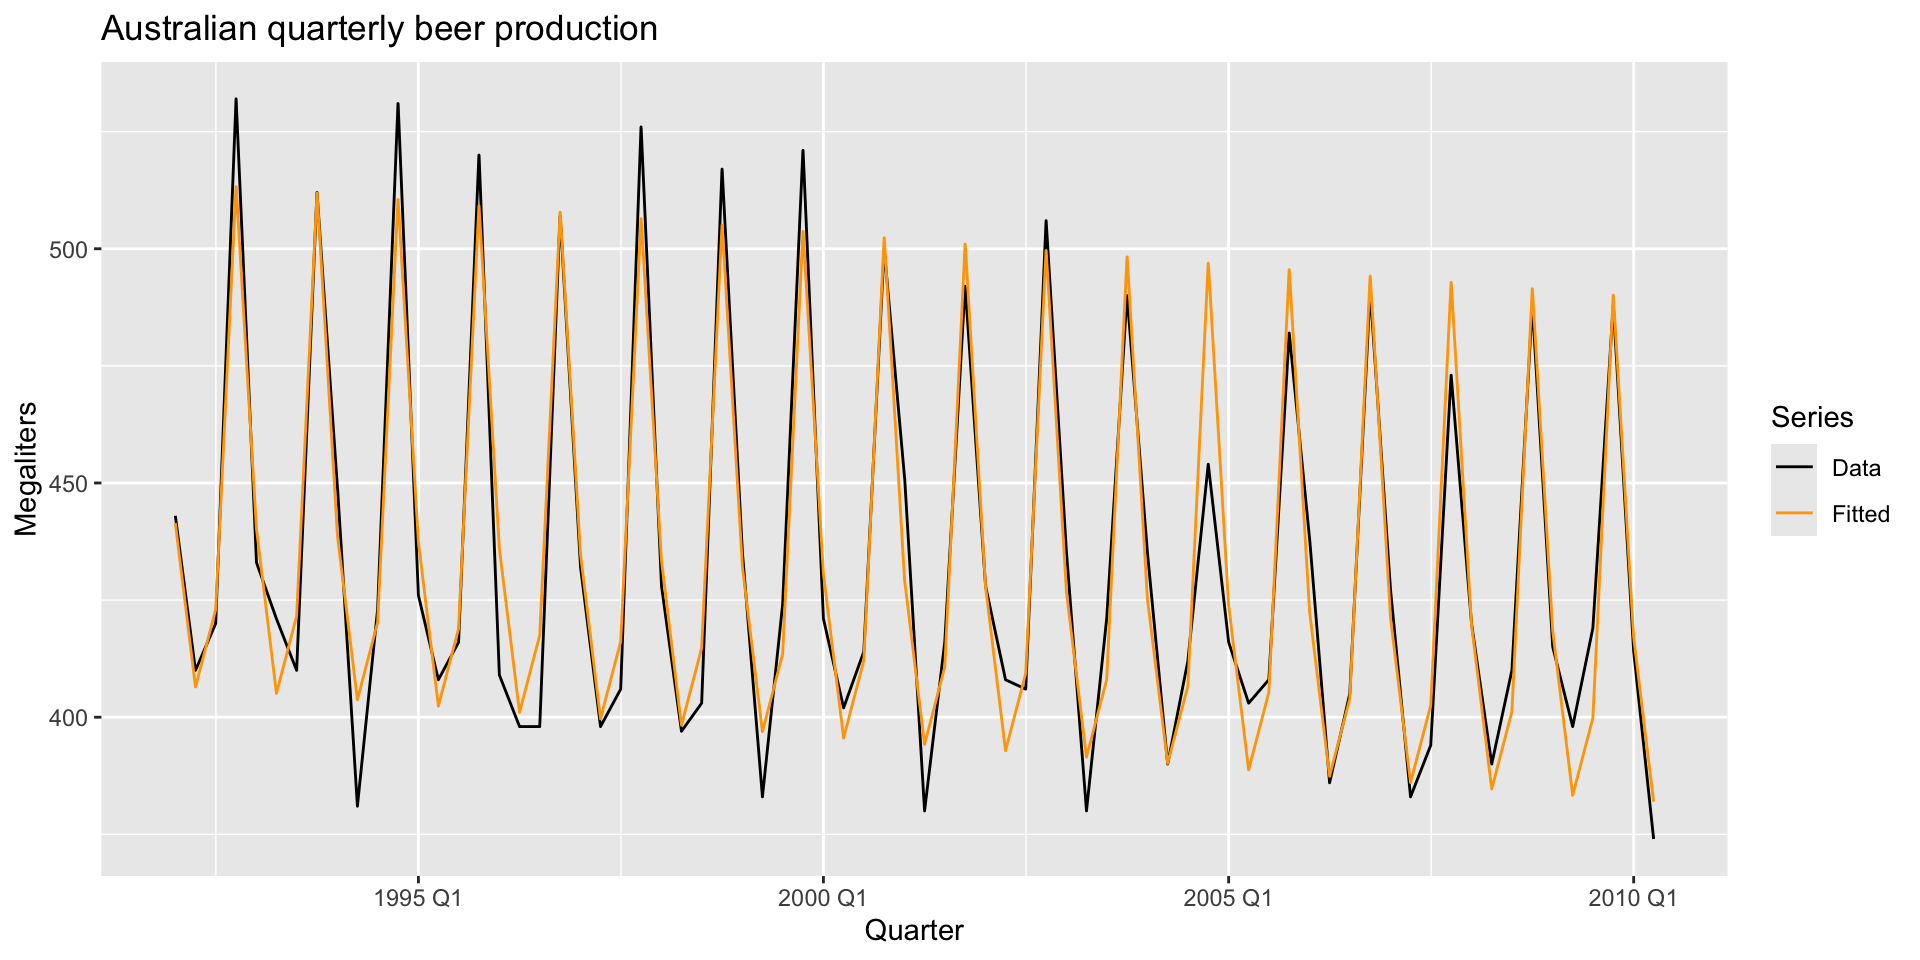 Australian quarterly beer production
Megaliters
500
450
400
1995 Q1
2000 Q1
2005 Q1
2010 Q1
Quarter
Series
Data
Fitted